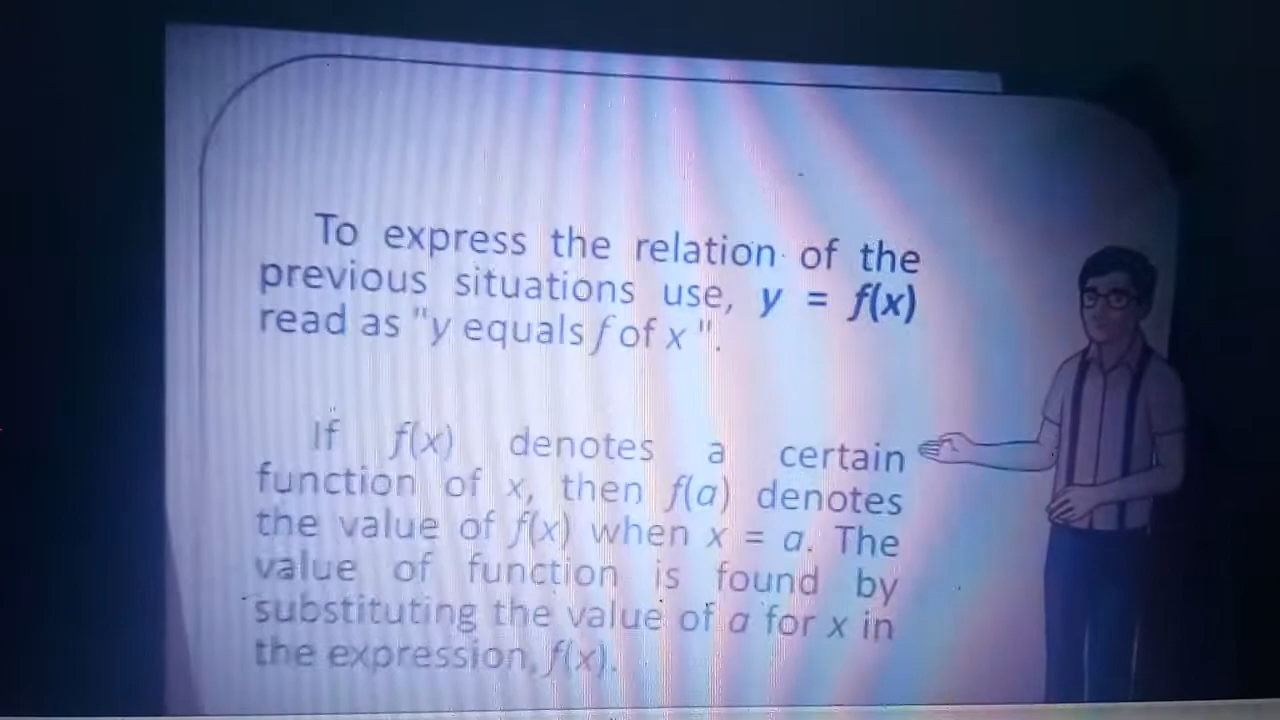 To express the relation of the
previous situations use, y = f(x)
read as "y equals f of x ".
If f(x) denotes a certain
function of x, then f(a) denotes
the value of f(x) when x = a. The
value of function is found by
substituting the value of a for x in
the expression, f(x).